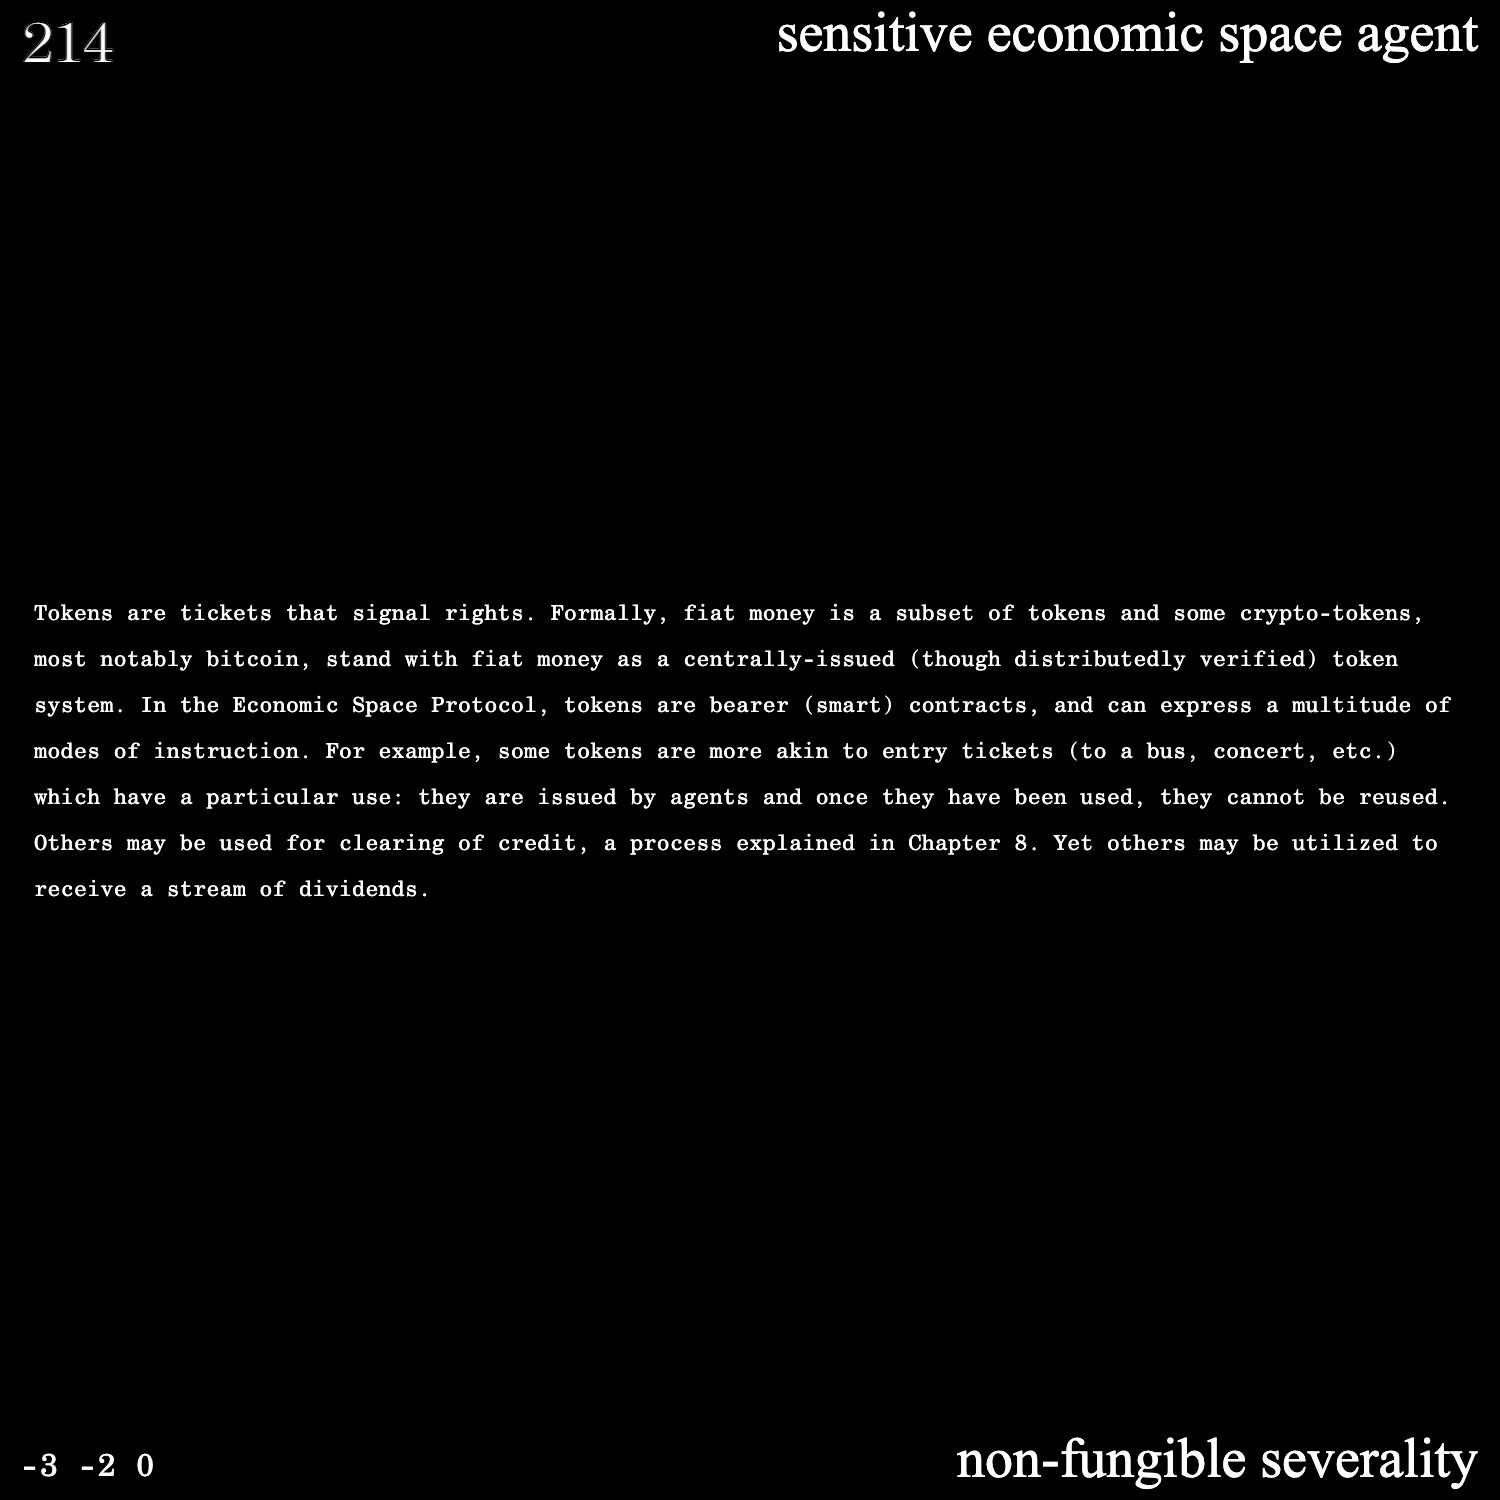 214
sensitive economic space agent
Tokens are tickets that signal rights. Formally, fiat money is a subset of tokens and some crypto-tokens,
most notably bitcoin, stand with fiat money as a centrally-issued (though distributedly verified) token
system. In the Economic Space Protocol, tokens are bearer (smart) contracts, and can express a multitude of
modes of instruction. For example, some tokens are more akin to entry tickets (to a bus, concert, etc.)
which have a particular use: they are issued by agents and once they have been used, they cannot be reused.
Others may be used for clearing of credit, a process explained in Chapter 8. Yet others may be utilized to
receive a stream of dividends.
-3 -2 0
non-fungible severality